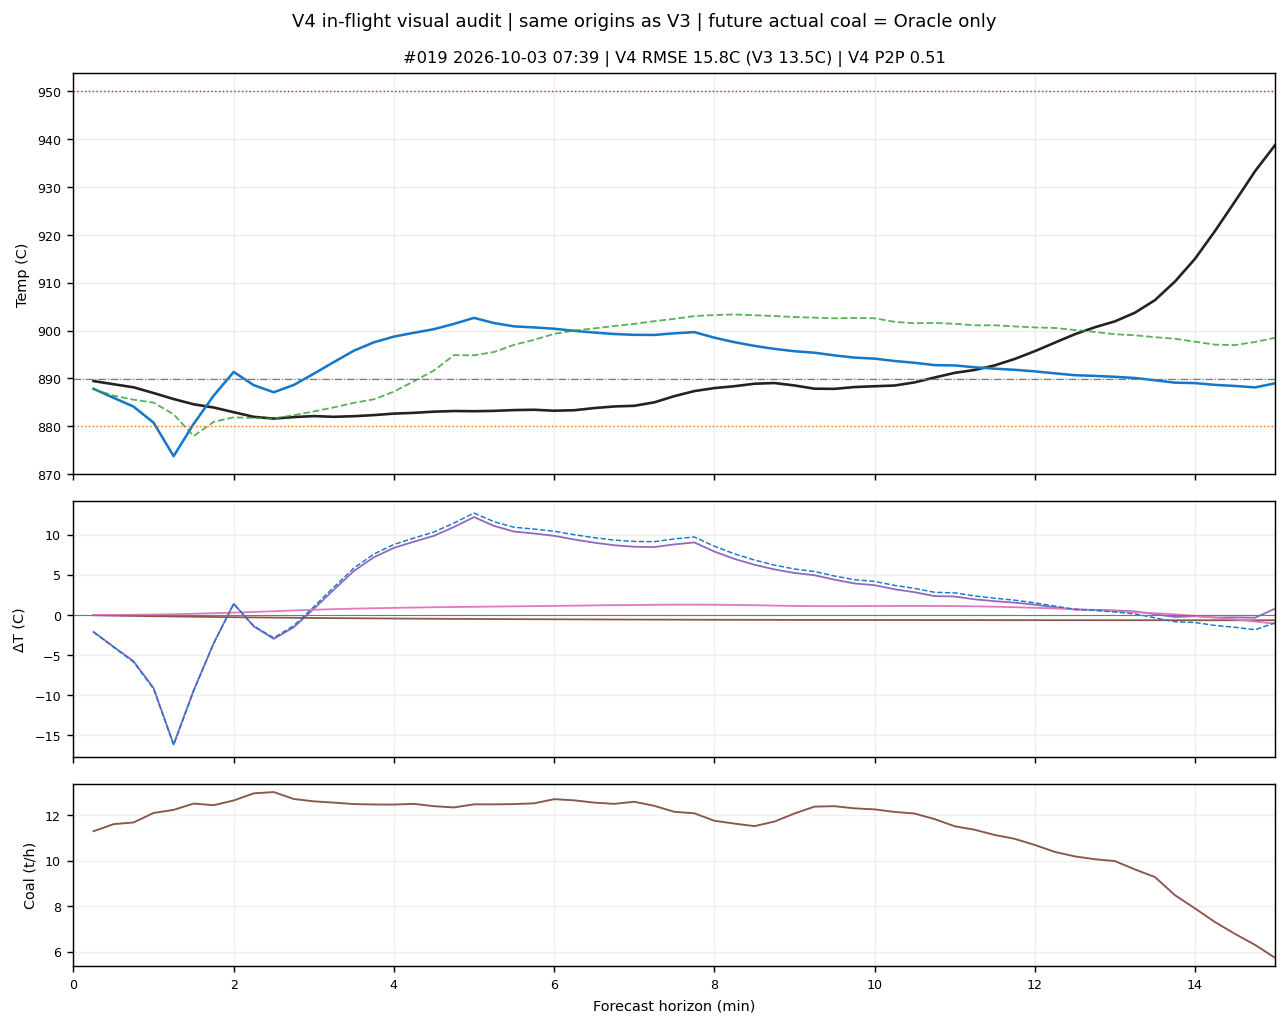 V4 in-flight visual audit | same origins as V3 | future actual coal = Oracle only
#019 2026-10-03 07:39 | V4 RMSE 15.8C (V3 13.5C) | V4 P2P 0.51
950
940
930
920
910
900
890
880
870
Temp (C)
10
5
0
−5
−10
−15
ΔT (C)
12
10
8
6
Coal (t/h)
0 2 4 6 8 10 12 14
Forecast horizon (min)